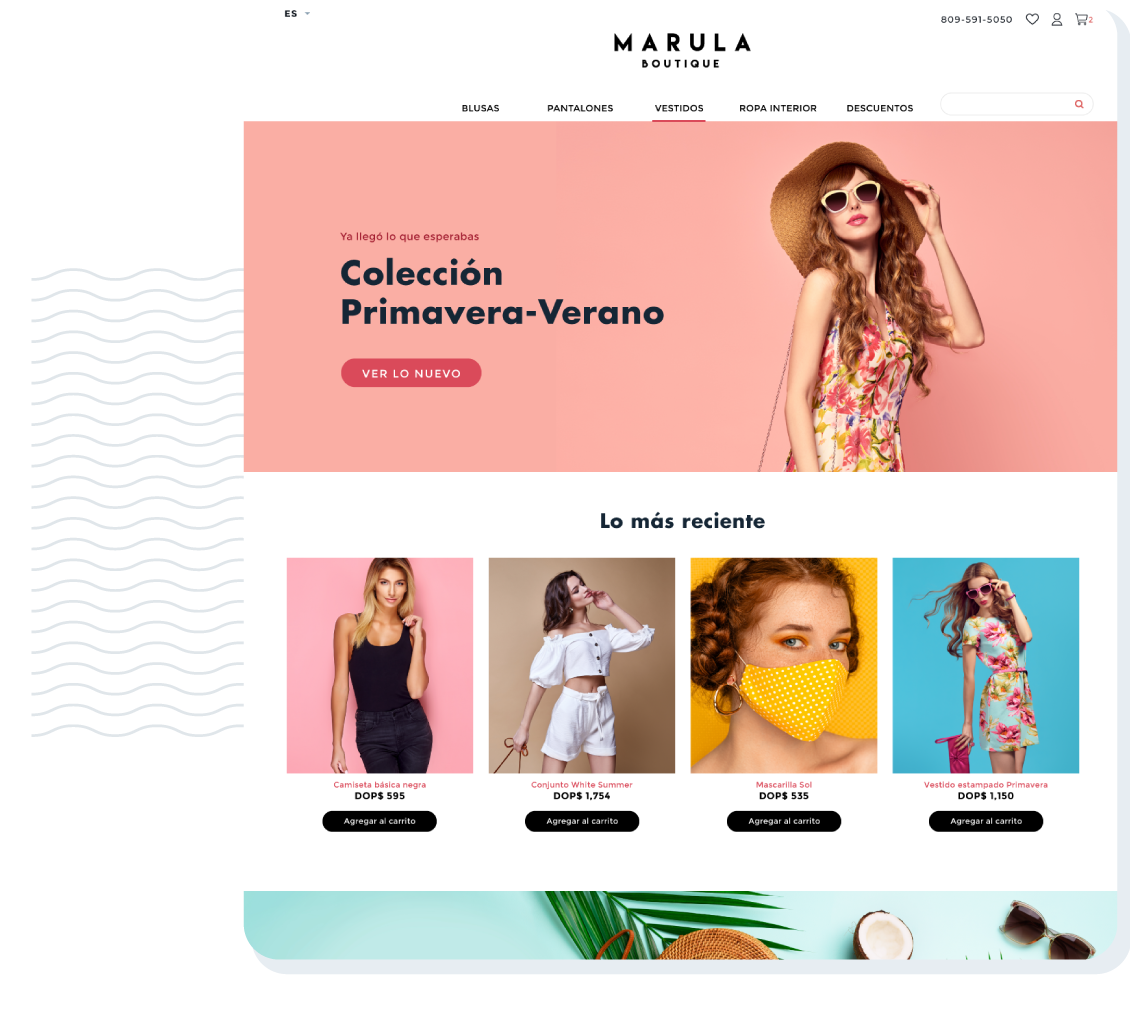 ES
809-591-5050
2
MARULA
BOUTIQUE
BLUSAS PANTALONES VESTIDOS ROPA INTERIOR DESCUENTOS
Ya llegó lo que esperabas
Colección
Primavera-Verano
VER LO NUEVO
Lo más reciente
Camiseta básica negra
DOP$ 595
Agregar al carrito
Conjunto White Summer
DOP$ 1,754
Agregar al carrito
Mascarilla Sol
DOP$ 535
Agregar al carrito
Vestido estampado Primavera
DOP$ 1,150
Agregar al carrito